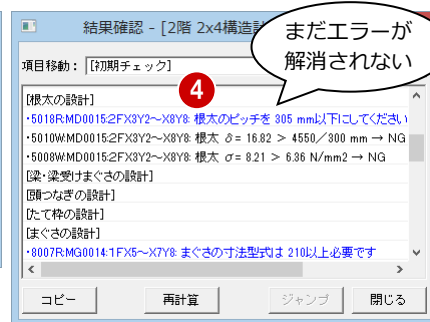 結果確認 - [2階 2x4構造
まだエラーが
解消されない
項目移動： [初期チェック]
4
[根太の設計]
・5018R:MD0015:2FX3Y2～X8Y8: 根太のピッチを 305 mm以下にしてください
・5010W:MD0015:2FX3Y2～X8Y8: 根太 δ= 16.82 ＞ 4550／300 mm → NG
・5008W:MD0015:2FX3Y2～X8Y8: 根太 σ= 8.21 ＞ 6.36 N/mm2 → NG
[梁・梁受けまぐさの設計]
[頭つなぎの設計]
[たて枠の設計]
[まぐさの設計]
・8007R:MG0014:1FX5～X7Y8: まぐさの寸法型式は 210以上必要です
コピー 再計算 ジャンプ 閉じる